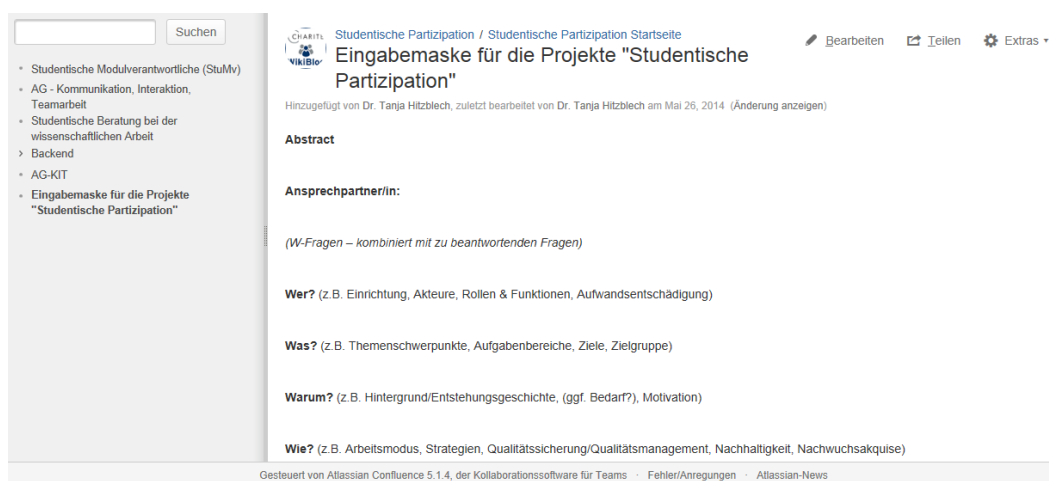 Suchen
Studentische Modulverantwortliche (StuMv)
AG - Kommunikation, Interaktion,
Teamarbeit
Studentische Beratung bei der
wissenschaftlichen Arbeit
Backend
AG-KIT
Eingabemaske für die Projekte
"Studentische Partizipation"
CHARITÉ
WikiBlog
Studentische Partizipation / Studentische Partizipation Startseite
Eingabemaske für die Projekte "Studentische
Partizipation"
Bearbeiten Teilen Extras
Hinzugefügt von Dr. Tanja Hitzblech, zuletzt bearbeitet von Dr. Tanja Hitzblech am Mai 26, 2014 (Änderung anzeigen)
Abstract
Ansprechpartner/in:
(W-Fragen – kombiniert mit zu beantwortenden Fragen)
Wer? (z.B. Einrichtung, Akteure, Rollen & Funktionen, Aufwandsentschädigung)
Was? (z.B. Themenschwerpunkte, Aufgabenbereiche, Ziele, Zielgruppe)
Warum? (z.B. Hintergrund/Entstehungsgeschichte, (ggf. Bedarf?), Motivation)
Wie? (z.B. Arbeitsmodus, Strategien, Qualitätssicherung/Qualitätsmanagement, Nachhaltigkeit, Nachwuchsakquise)
Gesteuert von Atlassian Confluence 5.1.4, der Kollaborationssoftware für Teams · Fehler/Anregungen · Atlassian-News